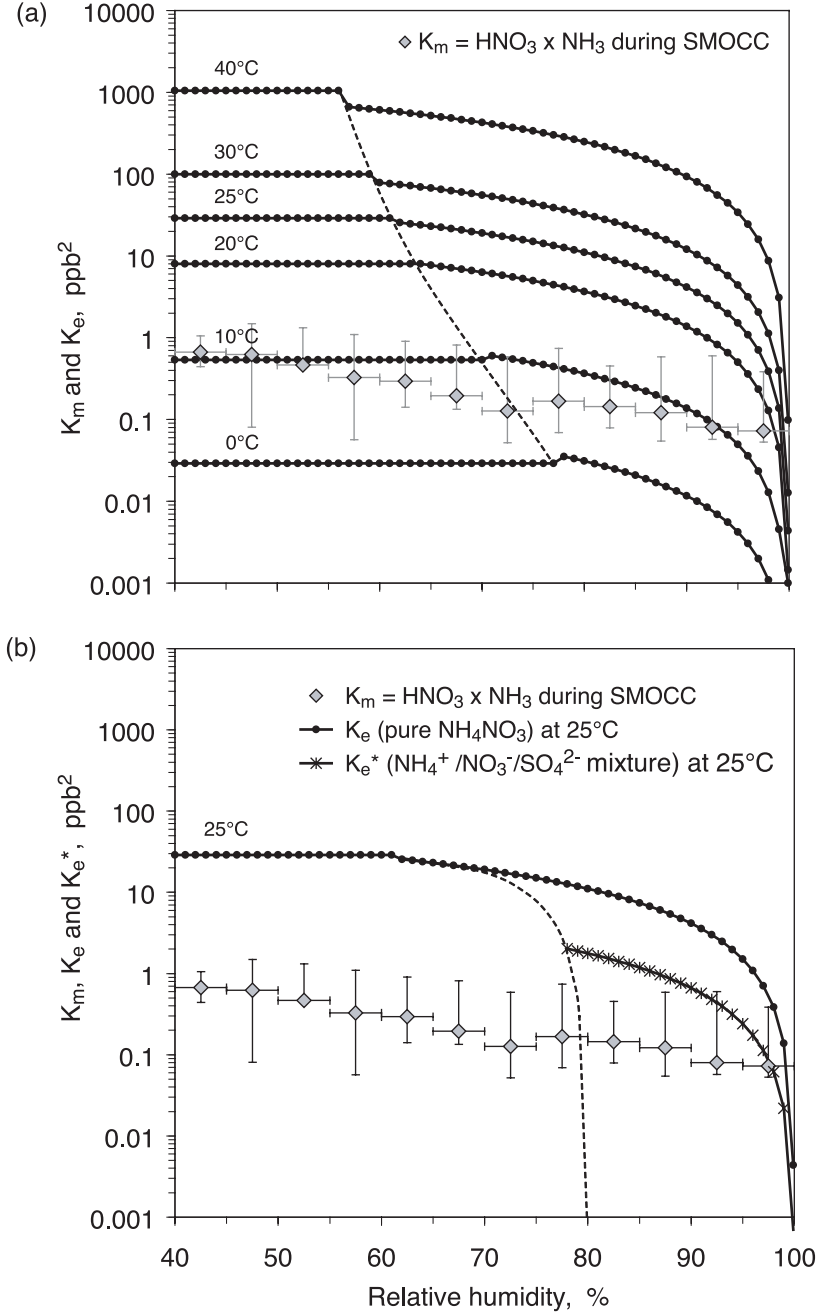 (a)
10000
1000
100
10
1
0.1
0.01
0.001
K_m and K_e, ppb²
◆ K_m = HNO₃ x NH₃ during SMOCC
40°C
30°C
25°C
20°C
10°C
0°C
(b)
10000
1000
100
10
1
0.1
0.01
0.001
K_m, K_e and K_e*, ppb²
K_m = HNO₃ x NH₃ during SMOCC
K_e (pure NH₄NO₃) at 25°C
K_e* (NH₄⁺ /NO₃⁻/SO₄²⁻ mixture) at 25°C
25°C
40 50 60 70 80 90 100
Relative humidity, %